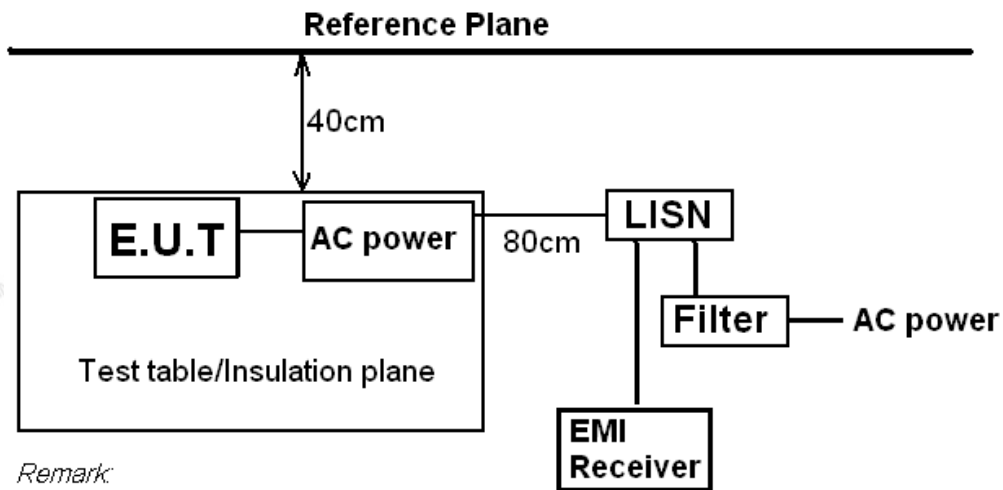 Reference Plane
40cm
E.U.T
AC power
80cm
LISN
Filter
AC power
Test table/Insulation plane
EMI
Receiver
Remark: